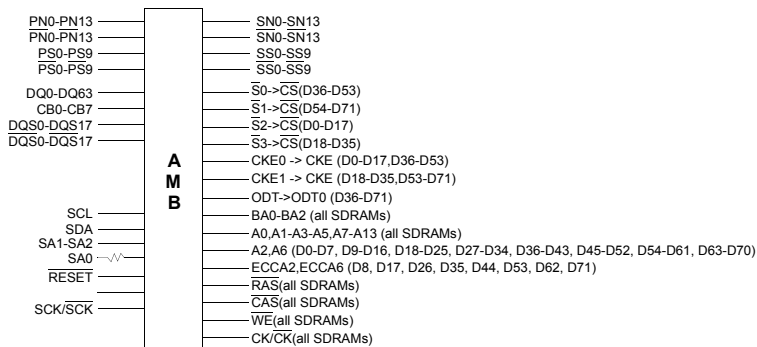 PN0-PN13
PN0-PN13
PS0-PS9
PS0-PS9
DQ0-DQ63
CB0-CB7
DQS0-DQS17
DQS0-DQS17
SCL
SDA
SA1-SA2
SA0
RESET
SCK/SCK
A
M
B
SN0-SN13
SN0-SN13
SS0-SS9
SS0-SS9
S0->CS(D36-D53)
S1->CS(D54-D71)
S2->CS(D0-D17)
S3->CS(D18-D35)
CKE0 -> CKE (D0-D17,D36-D53)
CKE1 -> CKE (D18-D35,D53-D71)
ODT->ODT0 (D36-D71)
BA0-BA2 (all SDRAMs)
A0,A1-A3-A5,A7-A13 (all SDRAMs)
A2,A6 (D0-D7, D9-D16, D18-D25, D27-D34, D36-D43, D45-D52, D54-D61, D63-D70)
ECCA2,ECCA6 (D8, D17, D26, D35, D44, D53, D62, D71)
RAS(all SDRAMs)
CAS(all SDRAMs)
WE(all SDRAMs)
CK/CK(all SDRAMs)